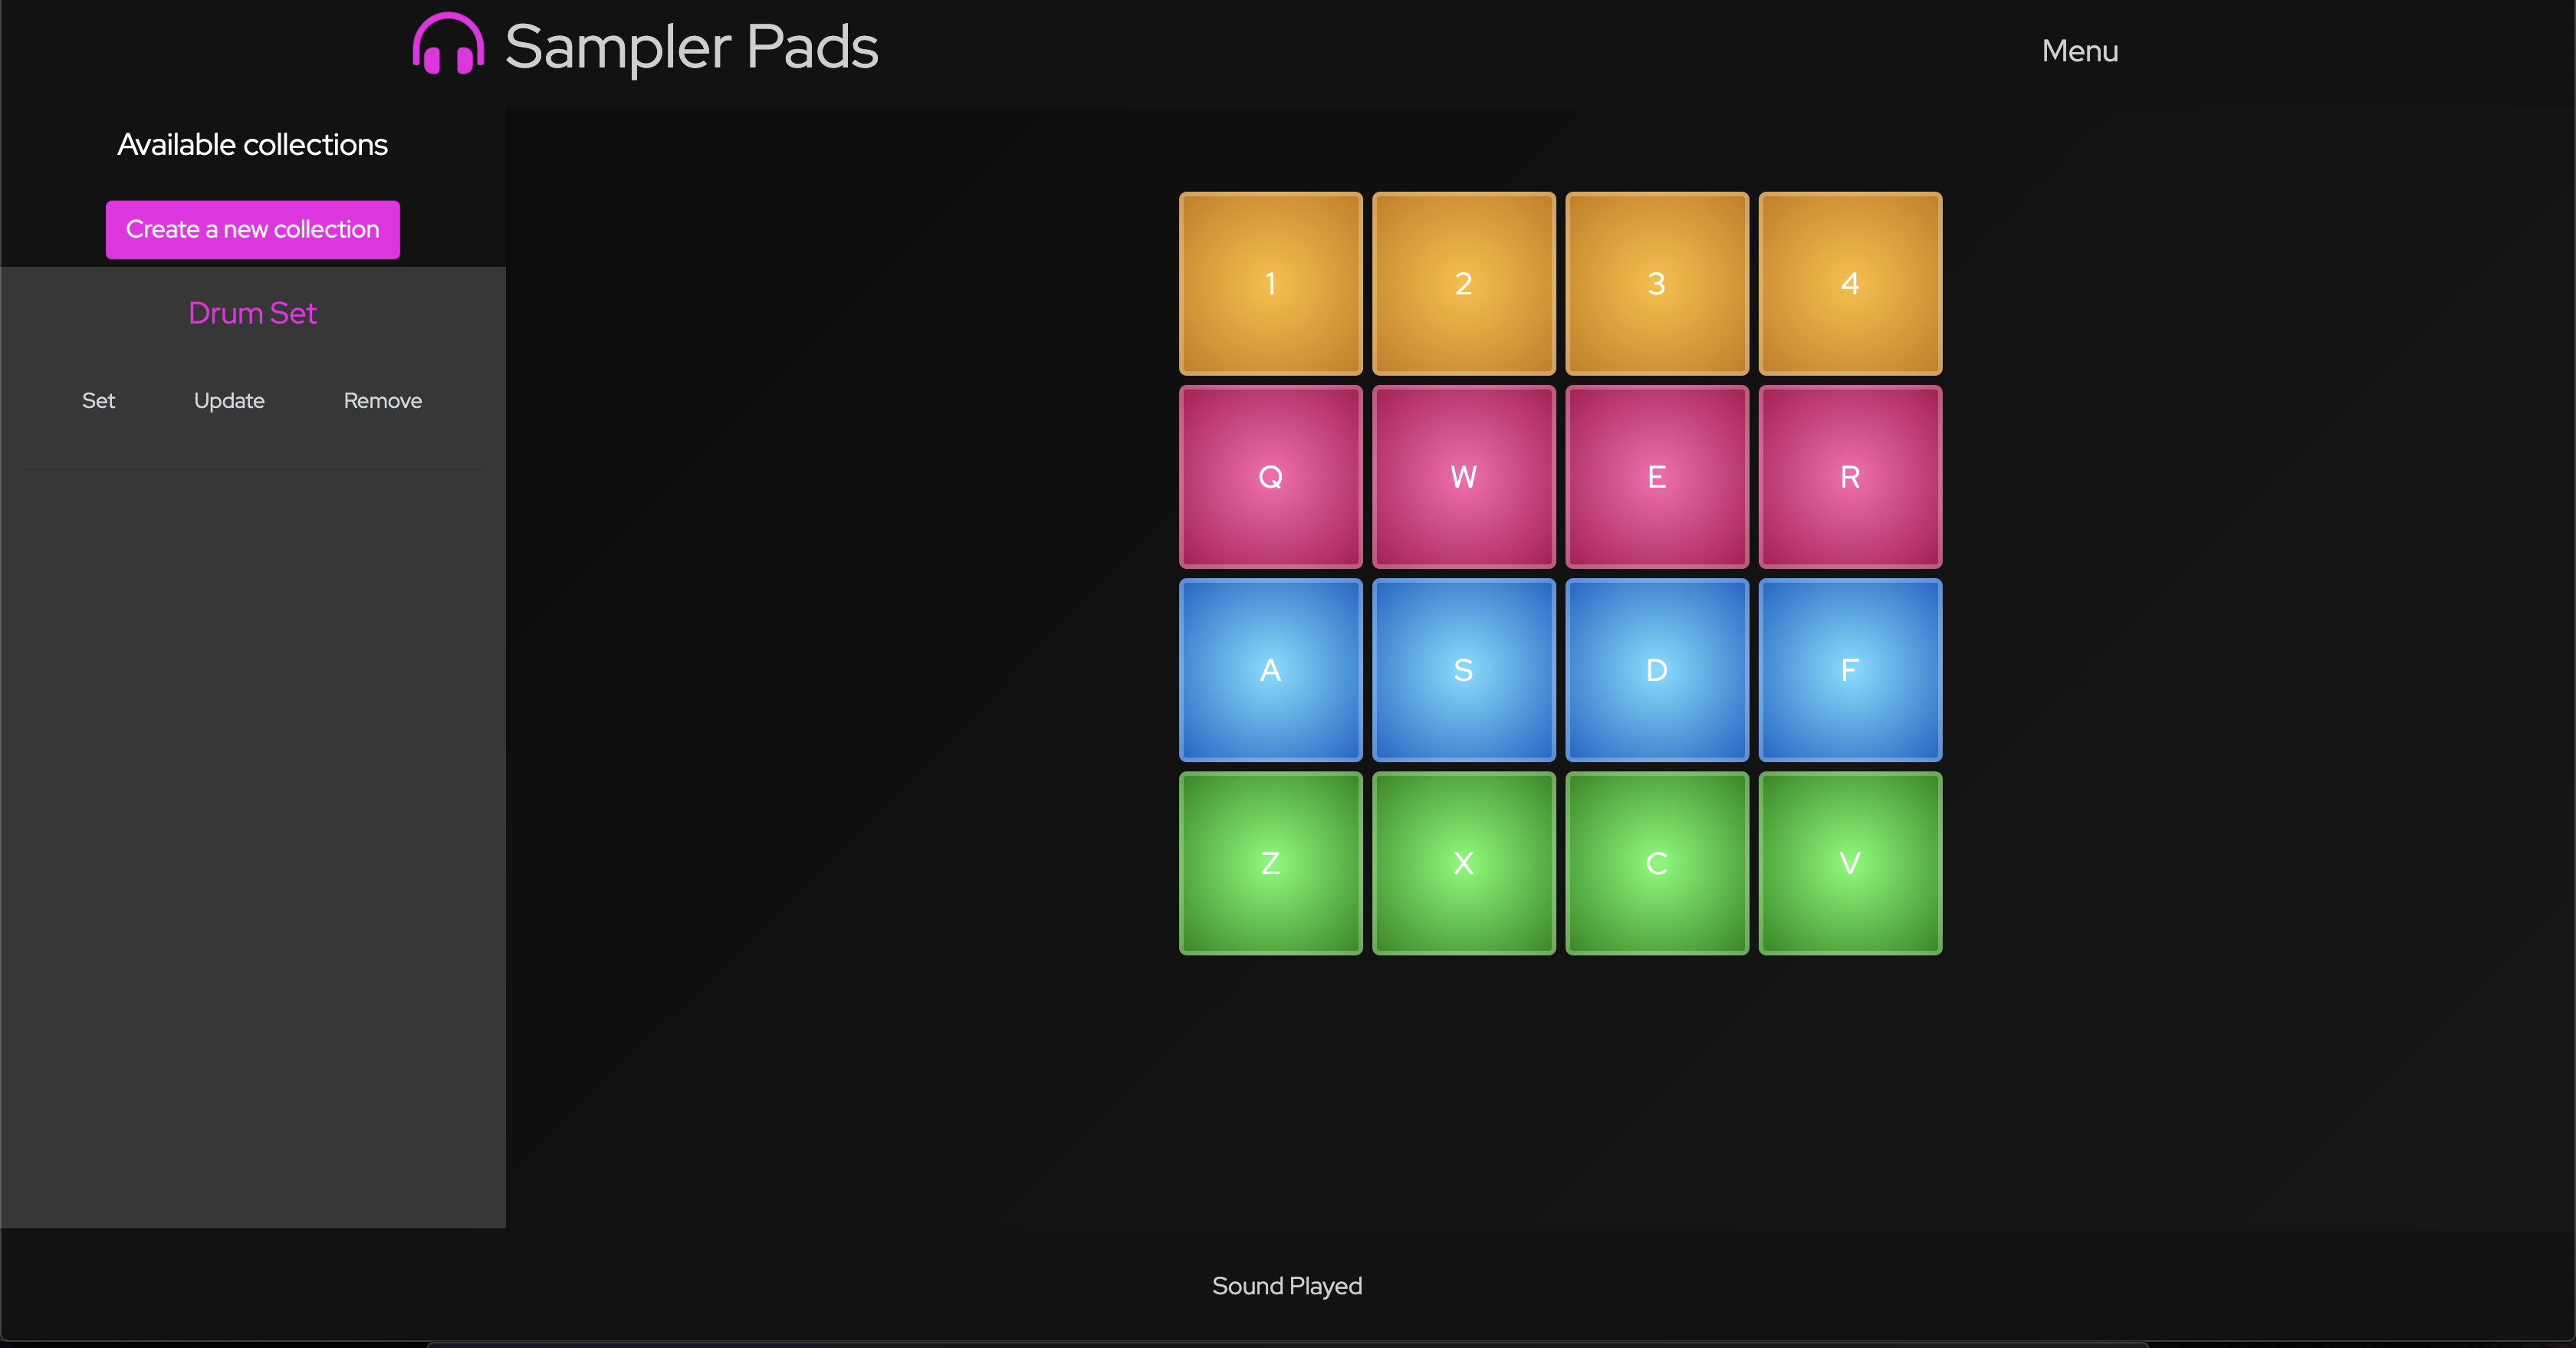 Sampler Pads
Menu
Available collections
Create a new collection
Drum Set
Set Update Remove
1 2 3 4
Q W E R
A S D F
Z X C V
Sound Played